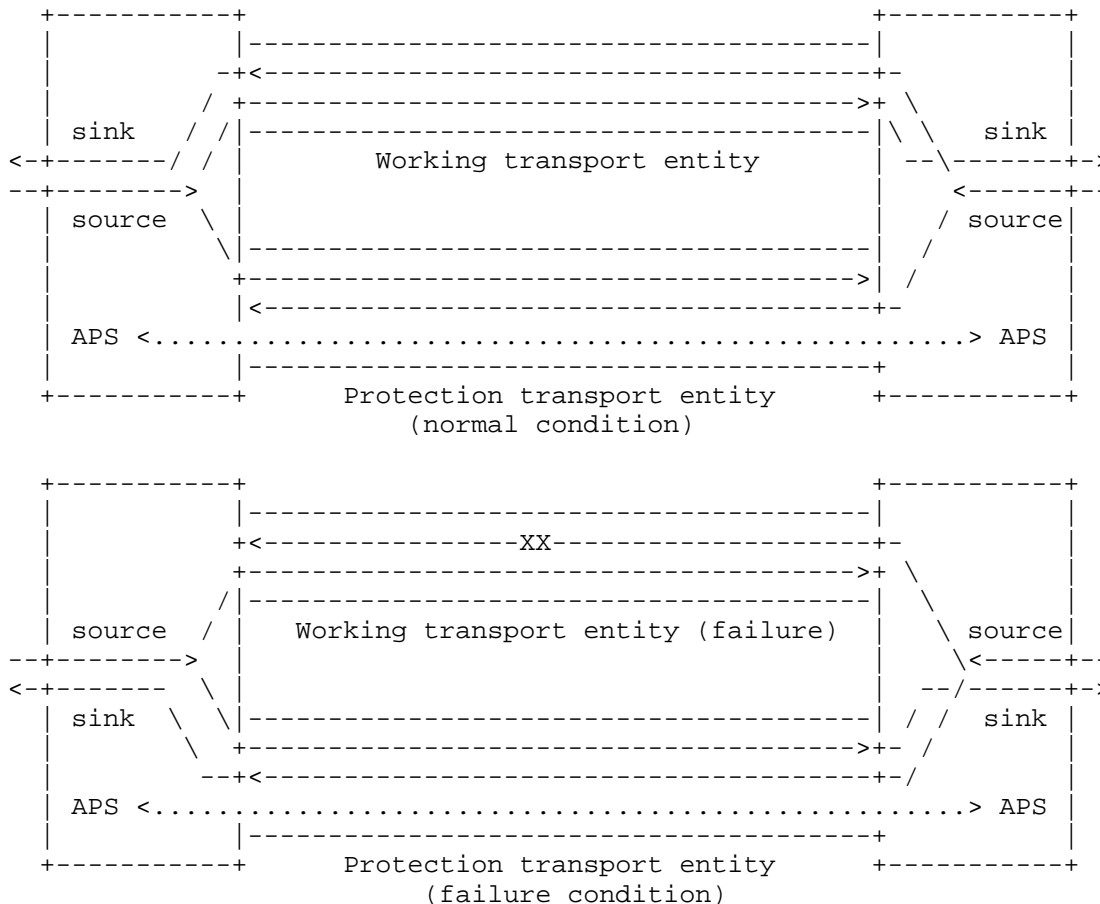 sink
sink
Working transport entity
source
source
APS
APS
Protection transport entity
(normal condition)
XX
source
Working transport entity (failure)
source
sink
sink
APS
APS
Protection transport entity
(failure condition)